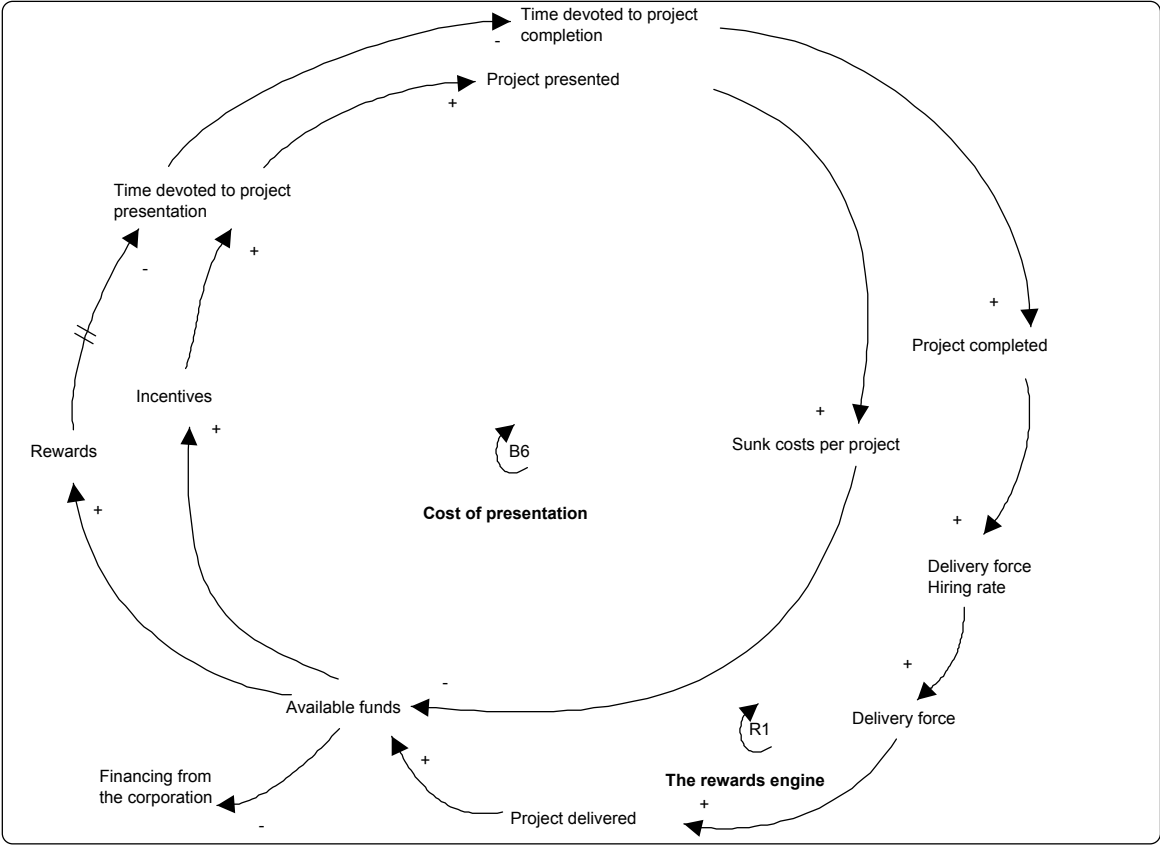 Time devoted to project
completion
-
Project presented
+
Time devoted to project
presentation
+
-
+
Project completed
Incentives
+
+
Rewards
Sunk costs per project
B6
+
Cost of presentation
+
Delivery force
Hiring rate
+
-
Available funds
Delivery force
R1
+
Financing from
the corporation
The rewards engine
+
Project delivered
-